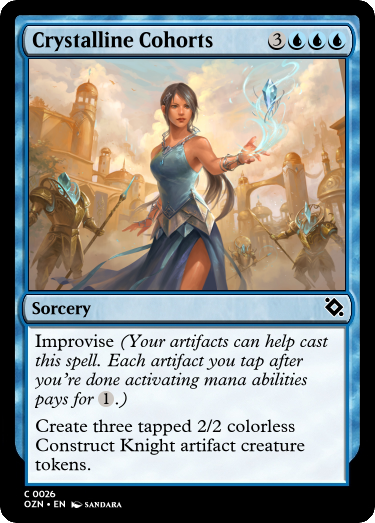 Crystalline Cohorts 3
Sorcery
Improvise (Your artifacts can help cast
this spell. Each artifact you tap after
you're done activating mana abilities
pays for 1.)
Create three tapped 2/2 colorless
Construct Knight artifact creature
tokens.
C 0026
OZN • EN SANDARA